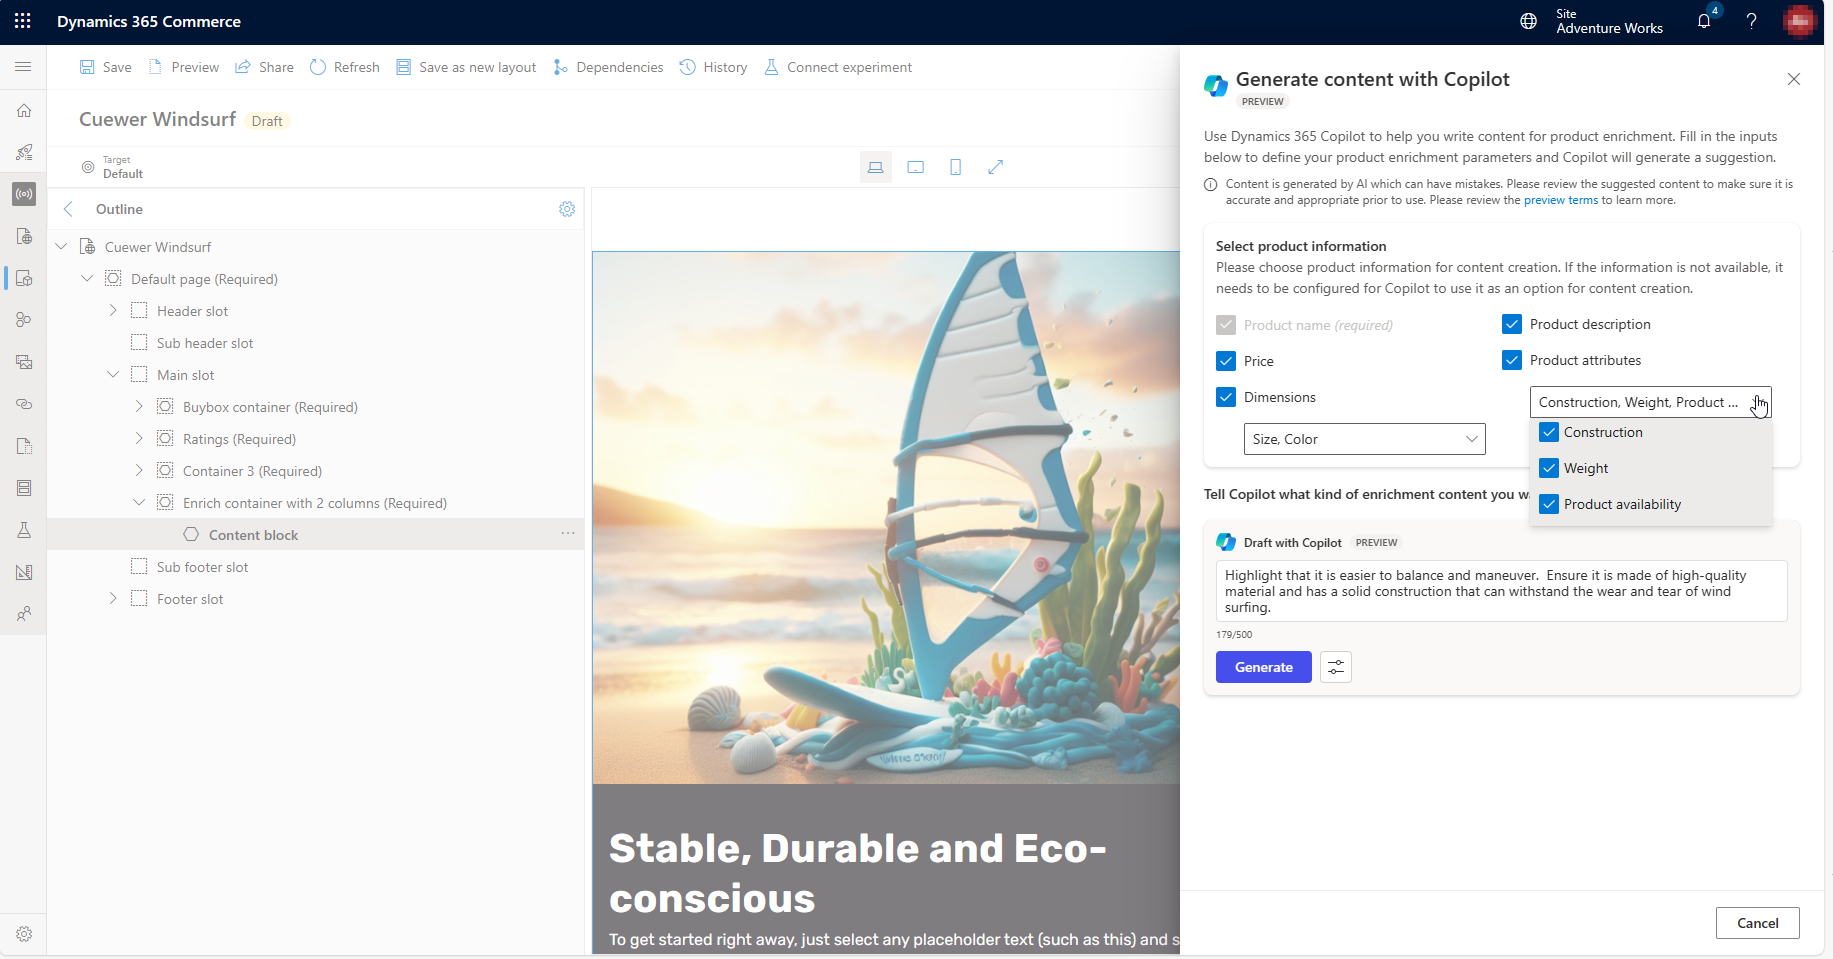 Dynamics 365 Commerce
Site
Adventure Works
4
Save
Preview
Share
Refresh
Save as new layout
Dependencies
History
Connect experiment
Cuewer Windsurf
Draft
Target
Default
Outline
Cuewer Windsurf
Default page (Required)
Header slot
Sub header slot
Main slot
Buybox container (Required)
Ratings (Required)
Container 3 (Required)
Enrich container with 2 columns (Required)
Content block
Sub footer slot
Footer slot
Stable, Durable and Eco-
conscious
To get started right away, just select any placeholder text (such as this) and s
Generate content with Copilot
PREVIEW
Use Dynamics 365 Copilot to help you write content for product enrichment. Fill in the inputs
below to define your product enrichment parameters and Copilot will generate a suggestion.
Content is generated by AI which can have mistakes. Please review the suggested content to make sure it is
accurate and appropriate prior to use. Please review the preview terms to learn more.
Select product information
Please choose product information for content creation. If the information is not available, it
needs to be configured for Copilot to use it as an option for content creation.
Product name (required)
Product description
Price
Product attributes
Dimensions
Construction, Weight, Product ...
Size, Color
Construction
Weight
Product availability
Tell Copilot what kind of enrichment content you w
Draft with Copilot
PREVIEW
Highlight that it is easier to balance and maneuver. Ensure it is made of high-quality
material and has a solid construction that can withstand the wear and tear of wind
surfing.
179/500
Generate
Cancel